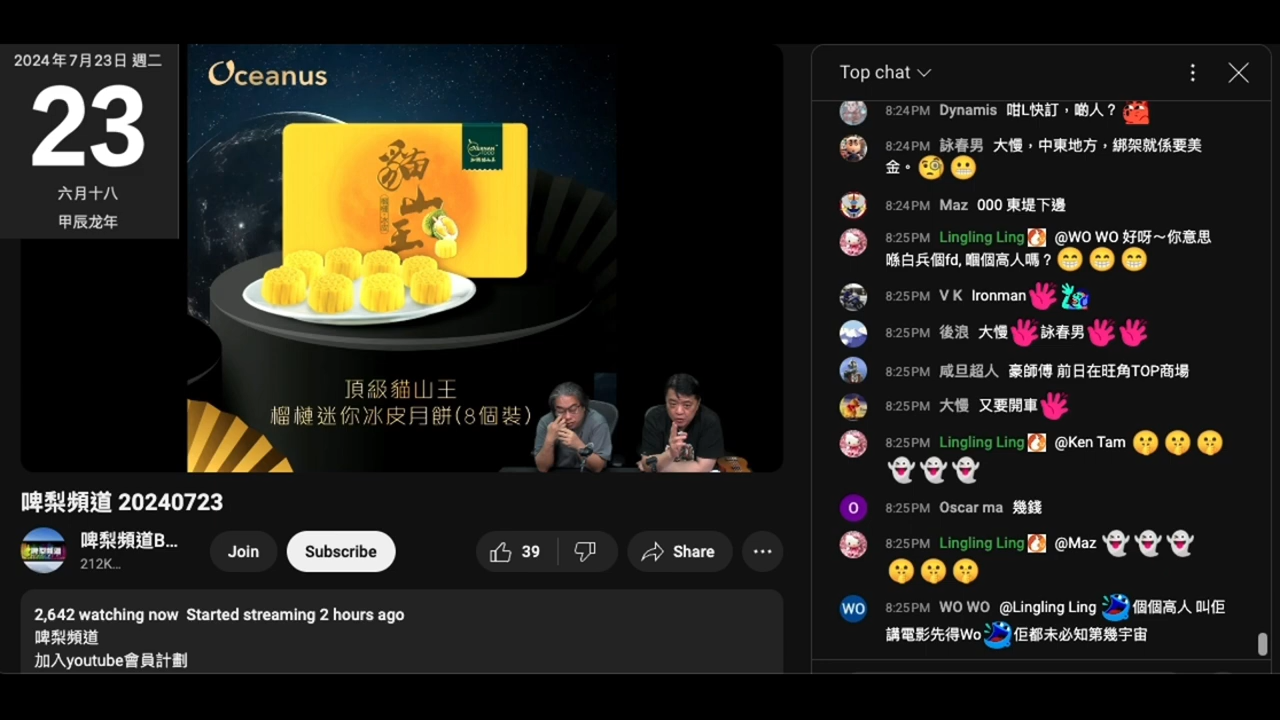 2024年7月23日 週二
23
六月十八
甲辰龙年
Oceanus
貓山王
頂級貓山王
榴槤迷你冰皮月餅(8個裝)
啤梨頻道 20240723
啤梨頻道B...
212K...
Join
Subscribe
39
Share
2,642 watching now Started streaming 2 hours ago
啤梨頻道
加入youtube會員計劃
Top chat
8:24PM Dynamis 咁L快訂，啲人？
8:24PM 詠春男 大慢，中東地方，綁架就係要美
金。
8:24PM Maz 000 東堤下邊
8:25PM Lingling Ling @WO WO 好呀～你意思
喺白兵個fd, 嗰個高人嗎？
8:25PM V K Ironman
8:25PM 後浪 大慢 詠春男
8:25PM 咸旦超人 豪師傅 前日在旺角TOP商場
8:25PM 大慢 又要開車
8:25PM Lingling Ling @Ken Tam
8:25PM Oscar ma 幾錢
8:25PM Lingling Ling @Maz
8:25PM WO WO @Lingling Ling 個個高人 叫佢
講電影先得Wo 佢都未必知第幾宇宙